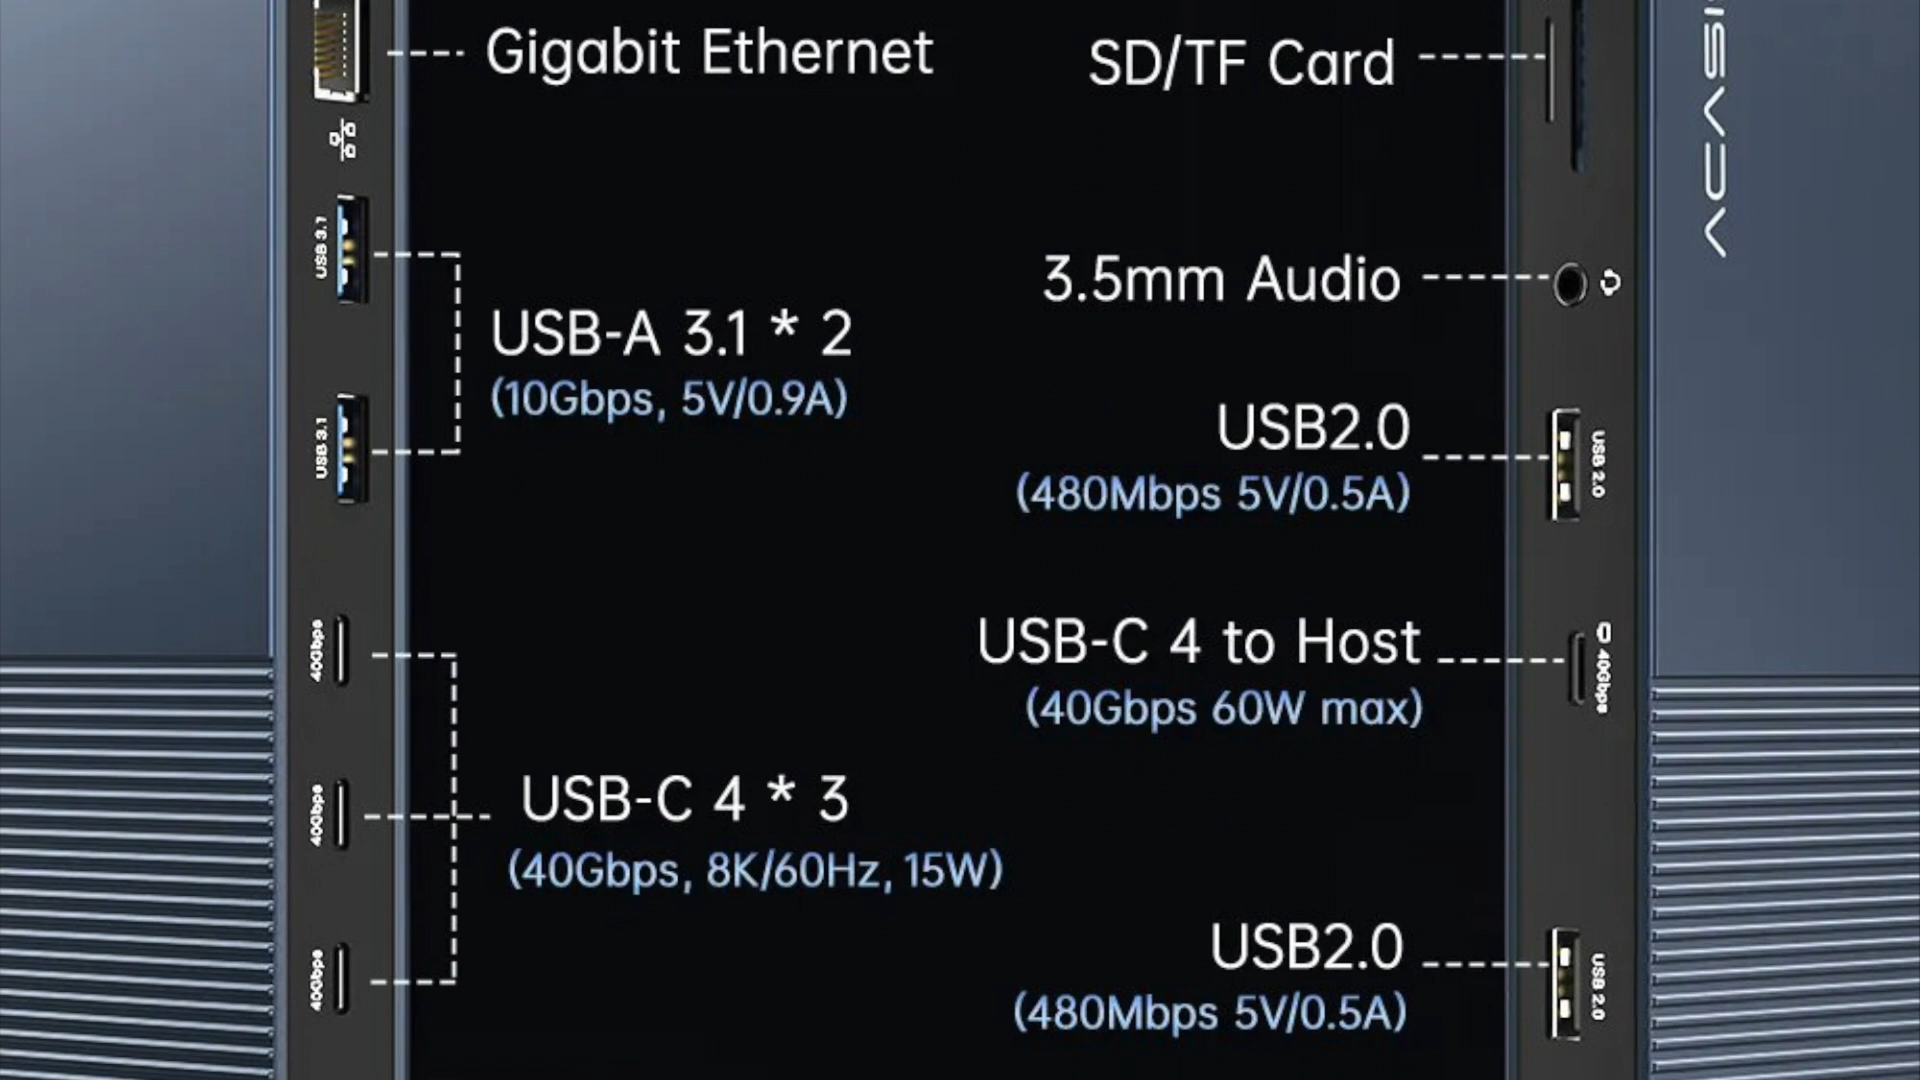 Gigabit Ethernet
USB 3.1
USB-A 3.1 * 2
(10Gbps, 5V/0.9A)
USB 3.1
40Gbps
40Gbps
USB-C 4 * 3
(40Gbps, 8K/60Hz, 15W)
40Gbps
SD/TF Card
3.5mm Audio
USB2.0
(480Mbps 5V/0.5A)
USB 2.0
USB-C 4 to Host
(40Gbps 60W max)
40Gbps
USB2.0
(480Mbps 5V/0.5A)
USB 2.0